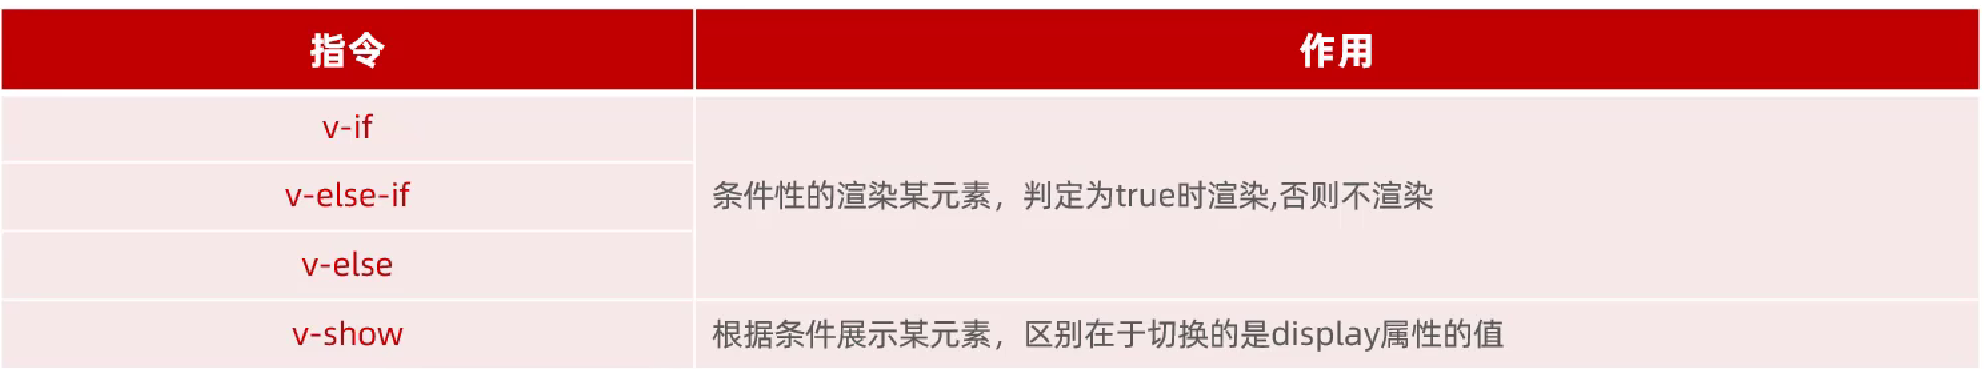 指令
作用
v-if
v-else-if
条件性的渲染某元素，判定为true时渲染,否则不渲染
v-else
v-show
根据条件展示某元素，区别在于切换的是display属性的值